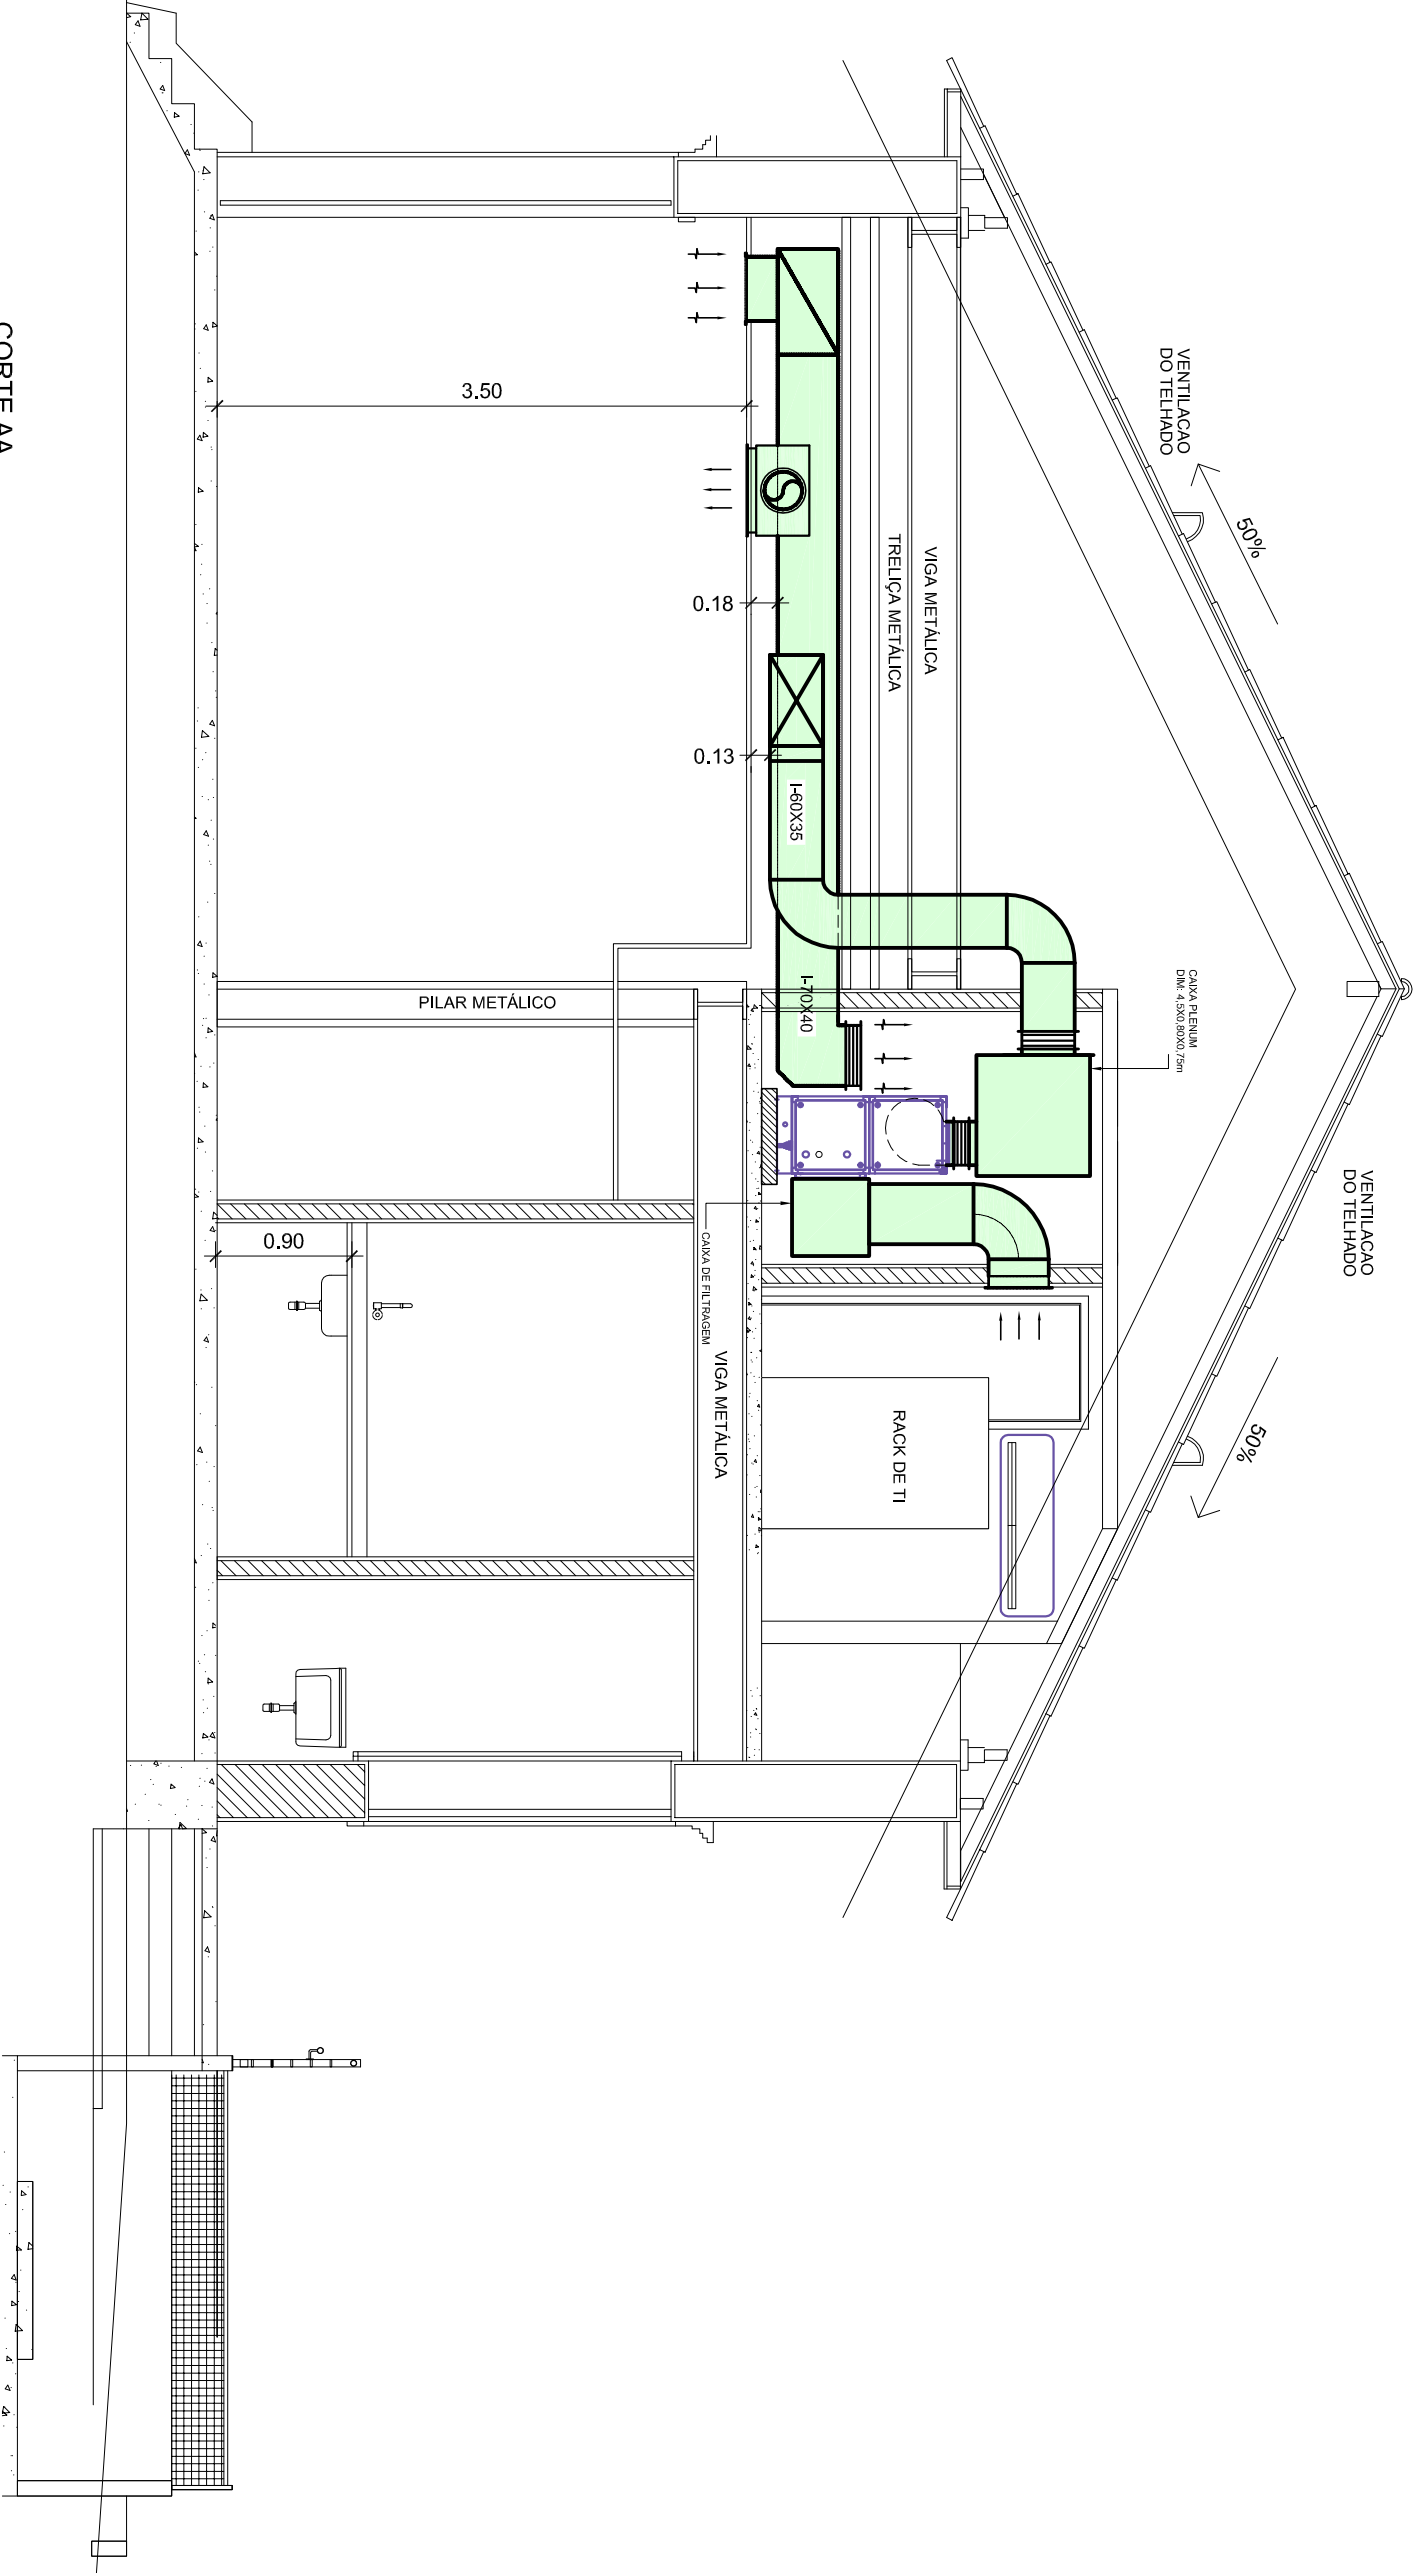 VENTILACAO
DO TELHADO
50%
VENTILACAO
DO TELHADO
50%
CAIXA PLENUM
DIM: 4,5X0,80X0,75m
VIGA METÁLICA
TRELIÇA METÁLICA
RACK DE TI
I-60X35
I-70X40
0.18
0.13
3.50
CAIXA DE FILTRAGEM
VIGA METÁLICA
PILAR METÁLICO
0.90
CORTE AA